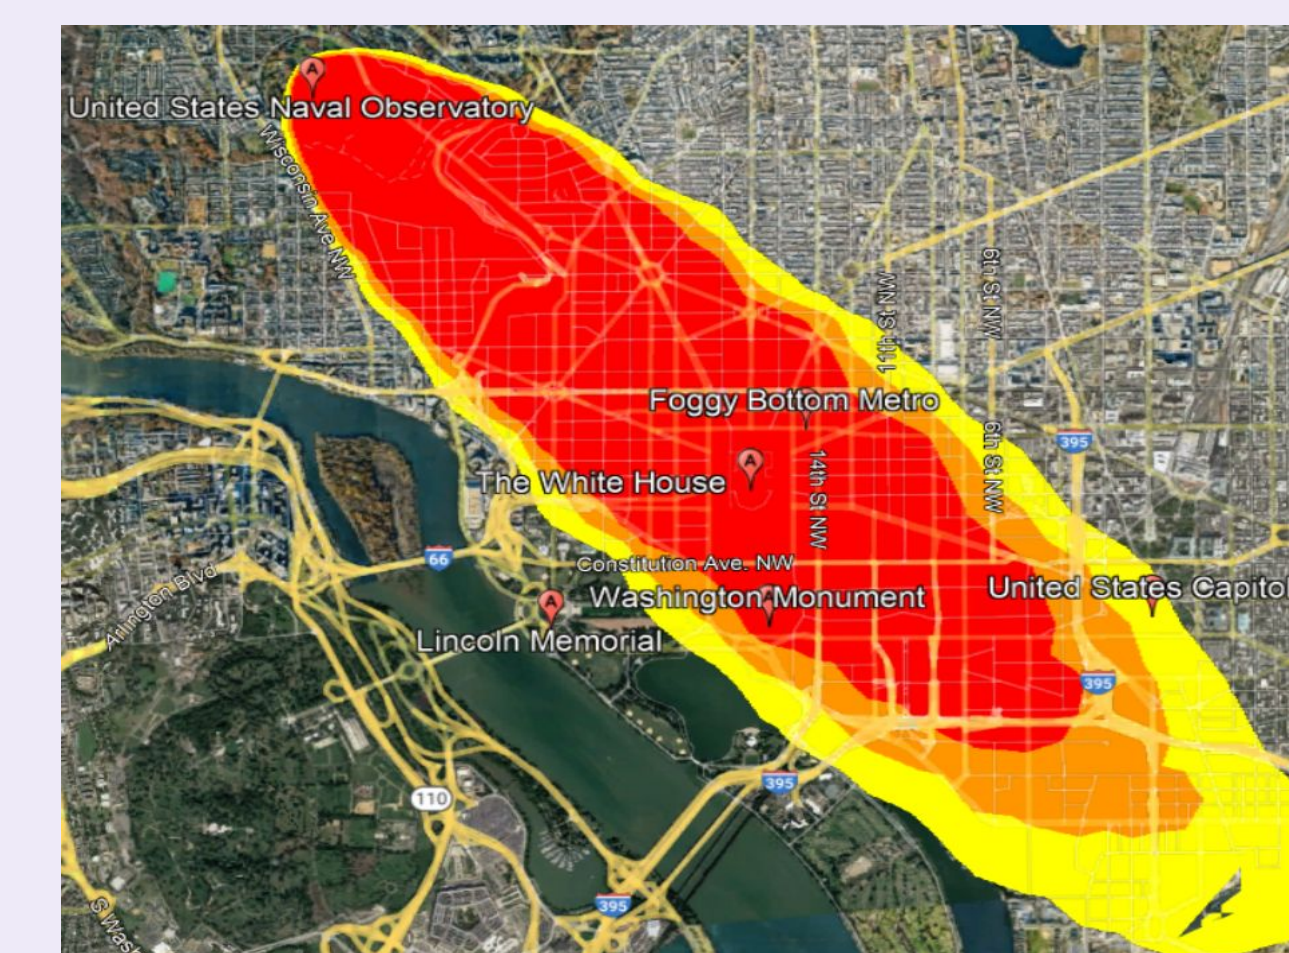 A
United States Naval Observatory
Wisconsin Ave NW
11th St NW
6th St NW
Foggy Bottom Metro
395
6th St NW
A
The White House
14th St NW
66
Constitution Ave. NW
Arlington Blvd
A
Washington Monument
A
United States Capitol
Lincoln Memorial
395
395
110
395
S Wash